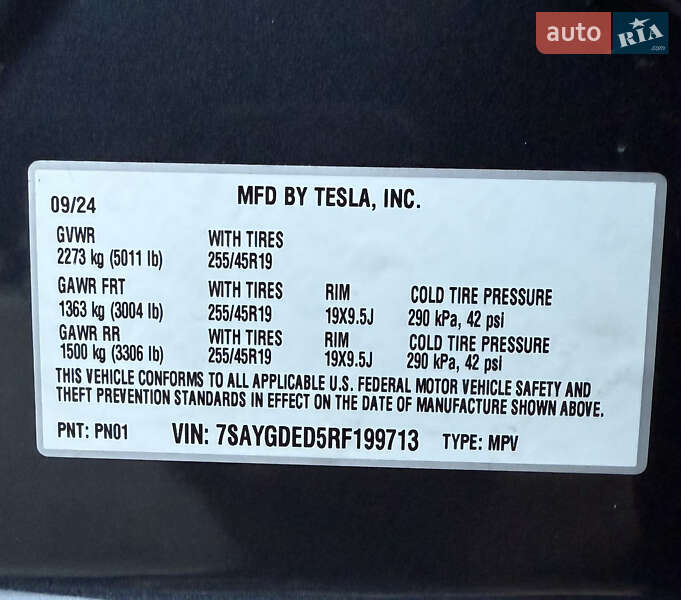 auto RIA.com
09/24 MFD BY TESLA, INC.
GVWR WITH TIRES
2273 kg (5011 lb) 255/45R19
GAWR FRT WITH TIRES RIM COLD TIRE PRESSURE
1363 kg (3004 lb) 255/45R19 19X9.5J 290 kPa, 42 psi
GAWR RR WITH TIRES RIM COLD TIRE PRESSURE
1500 kg (3306 lb) 255/45R19 19X9.5J 290 kPa, 42 psi
THIS VEHICLE CONFORMS TO ALL APPLICABLE U.S. FEDERAL MOTOR VEHICLE SAFETY AND
THEFT PREVENTION STANDARDS IN EFFECT ON THE DATE OF MANUFACTURE SHOWN ABOVE.
PNT: PN01 VIN: 7SAYGDED5RF199713 TYPE: MPV